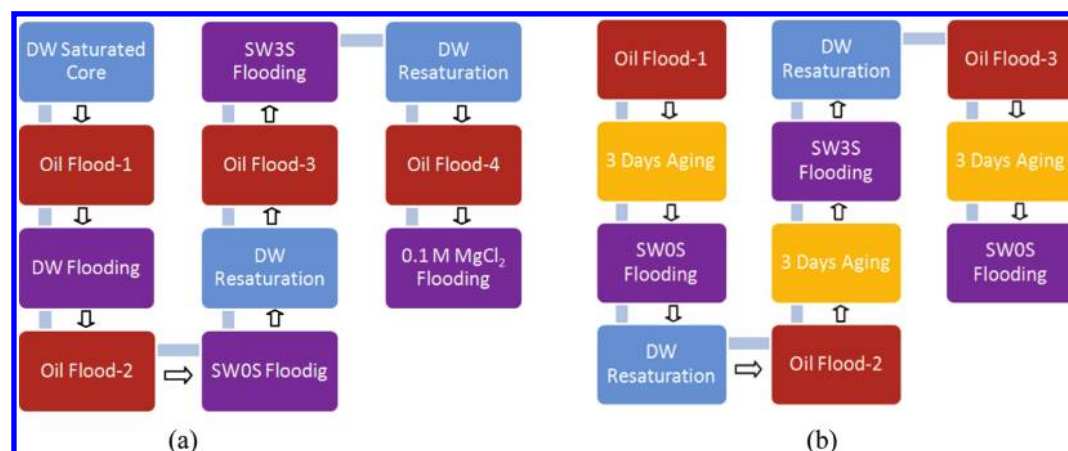 DW Saturated
Core
Oil Flood-1
DW Flooding
Oil Flood-2
SW0S Floodig
DW
Resaturation
Oil Flood-3
SW3S
Flooding
DW
Resaturation
Oil Flood-4
0.1 M MgCl₂
Flooding
(a)
Oil Flood-1
3 Days Aging
SW0S
Flooding
DW
Resaturation
Oil Flood-2
3 Days Aging
SW3S
Flooding
DW
Resaturation
Oil Flood-3
3 Days Aging
SW0S
Flooding
(b)